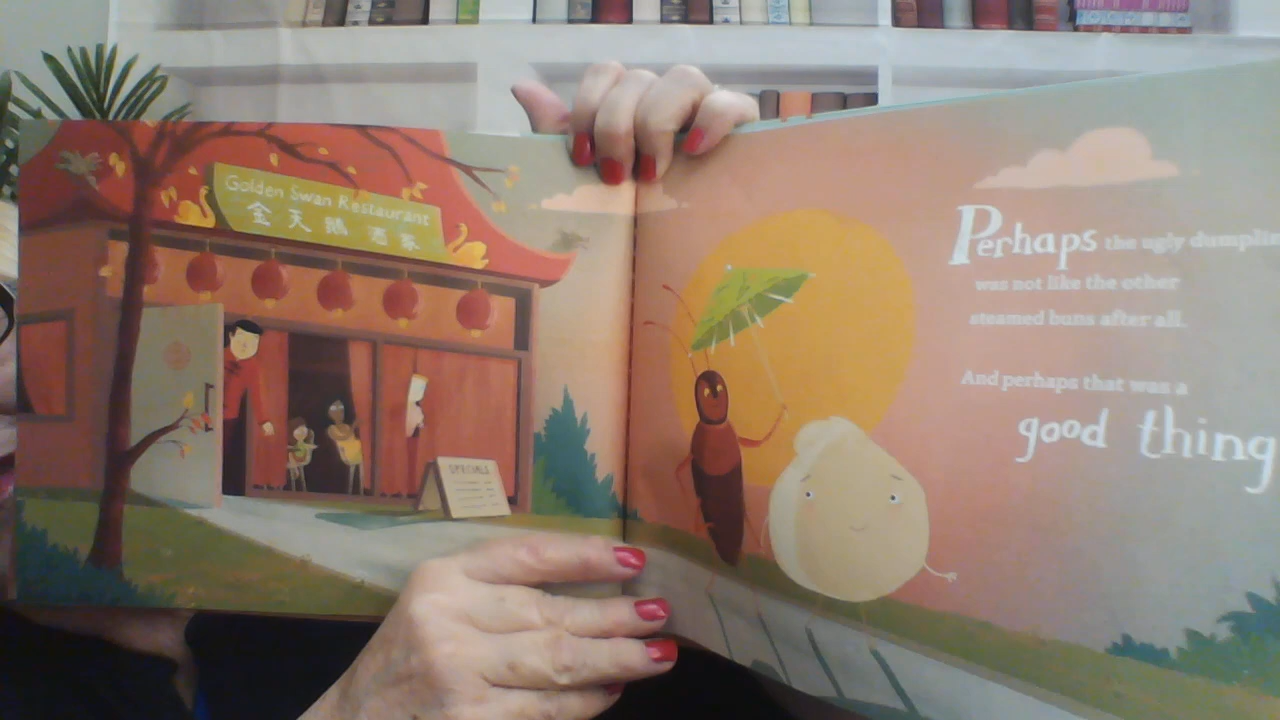 Golden Swan Restaurant
金天鹅酒家
SPECIALS
Perhaps the ugly dumplin
was not like the other
steamed buns after all.
And perhaps that was a
good thing